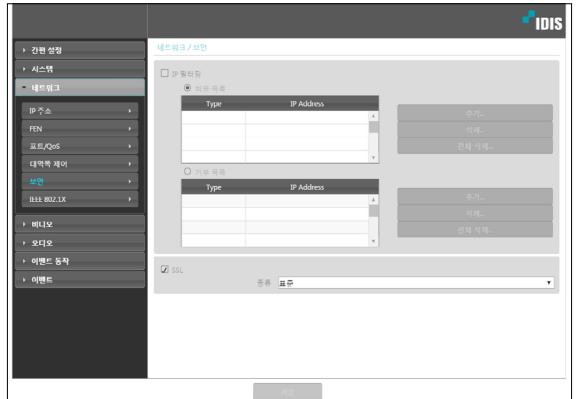 IDIS
네트워크 / 보안
간편 설정
시스템
네트워크
IP 주소
FEN
포트/QoS
대역폭 제어
보안
IEEE 802.1X
비디오
오디오
이벤트 동작
이벤트
IP 필터링
허용 목록
Type IP Address
추가...
삭제...
전체 삭제...
거부 목록
Type IP Address
추가...
삭제...
전체 삭제...
SSL
종류 표준
저장